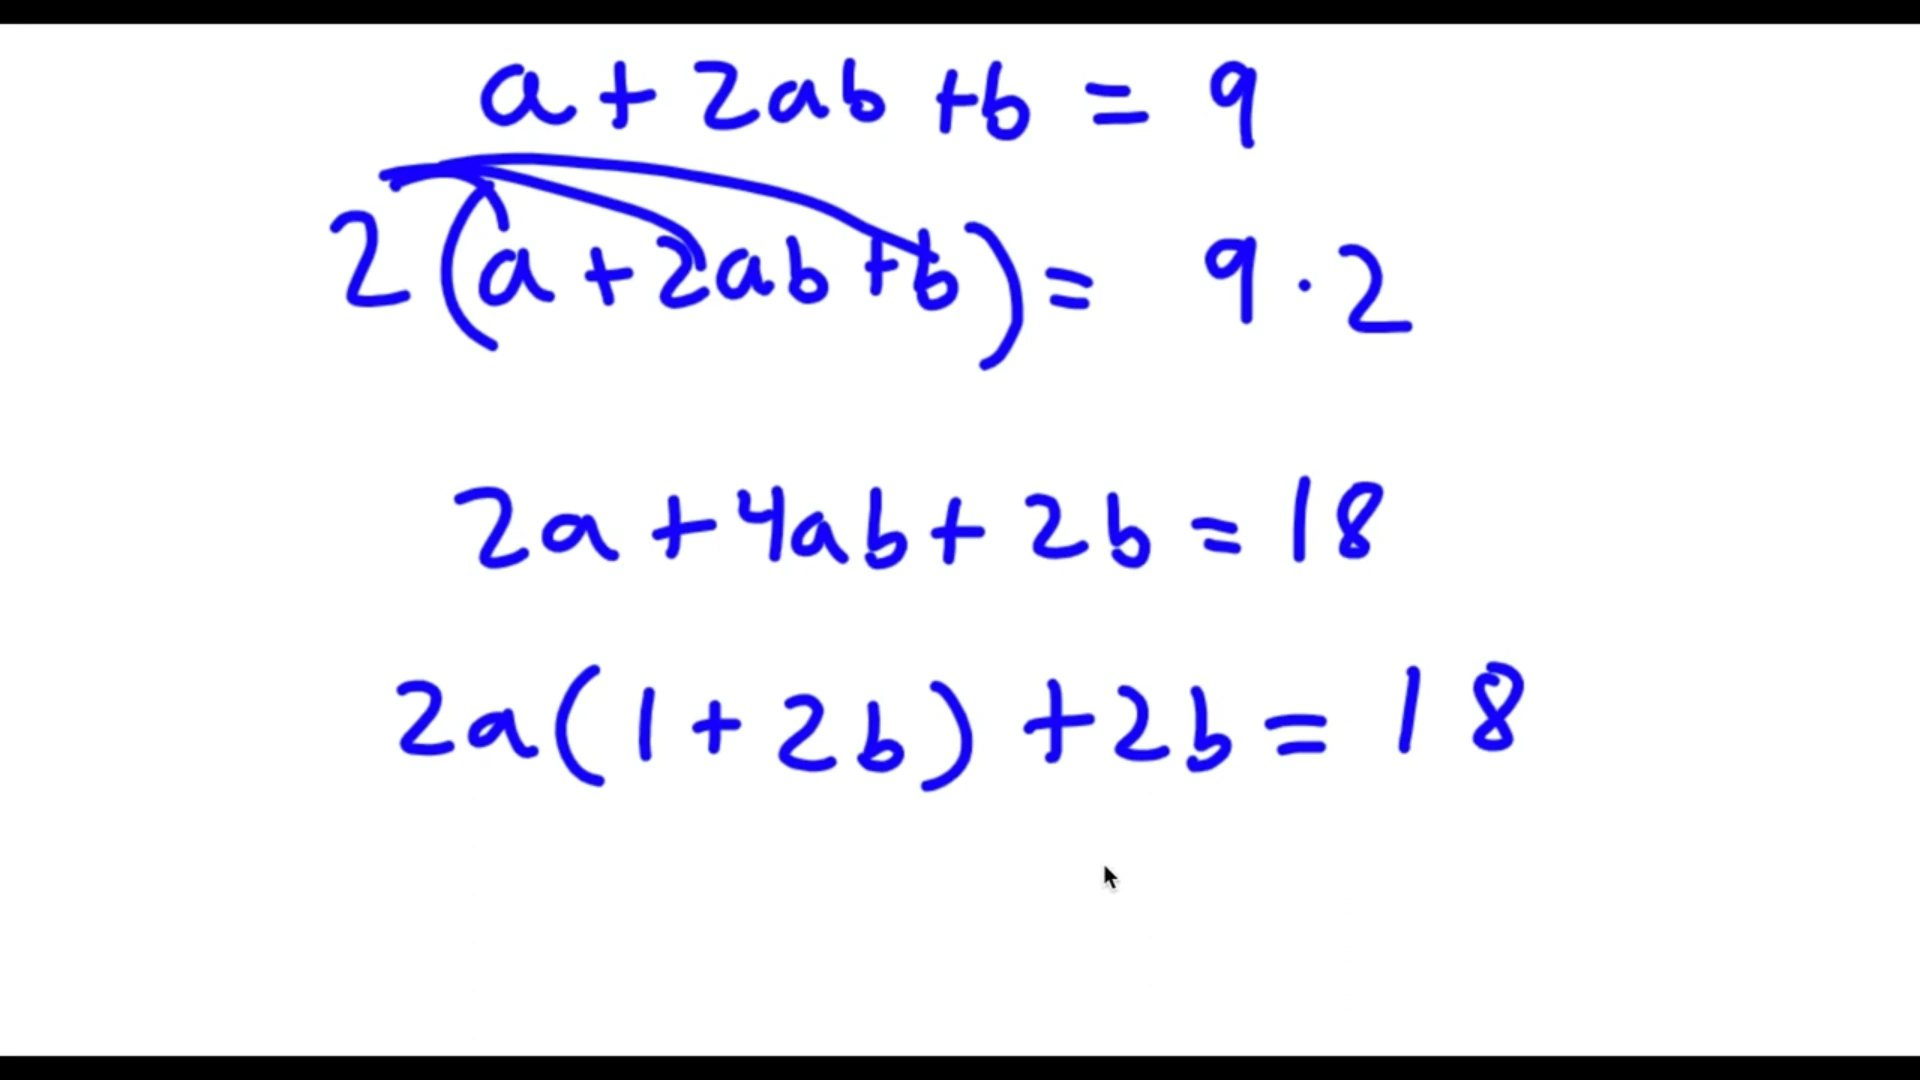 a + 2ab + b = 9
2(a + 2ab + b) = 9 · 2
2a + 4ab + 2b = 18
2a(1 + 2b) + 2b = 18